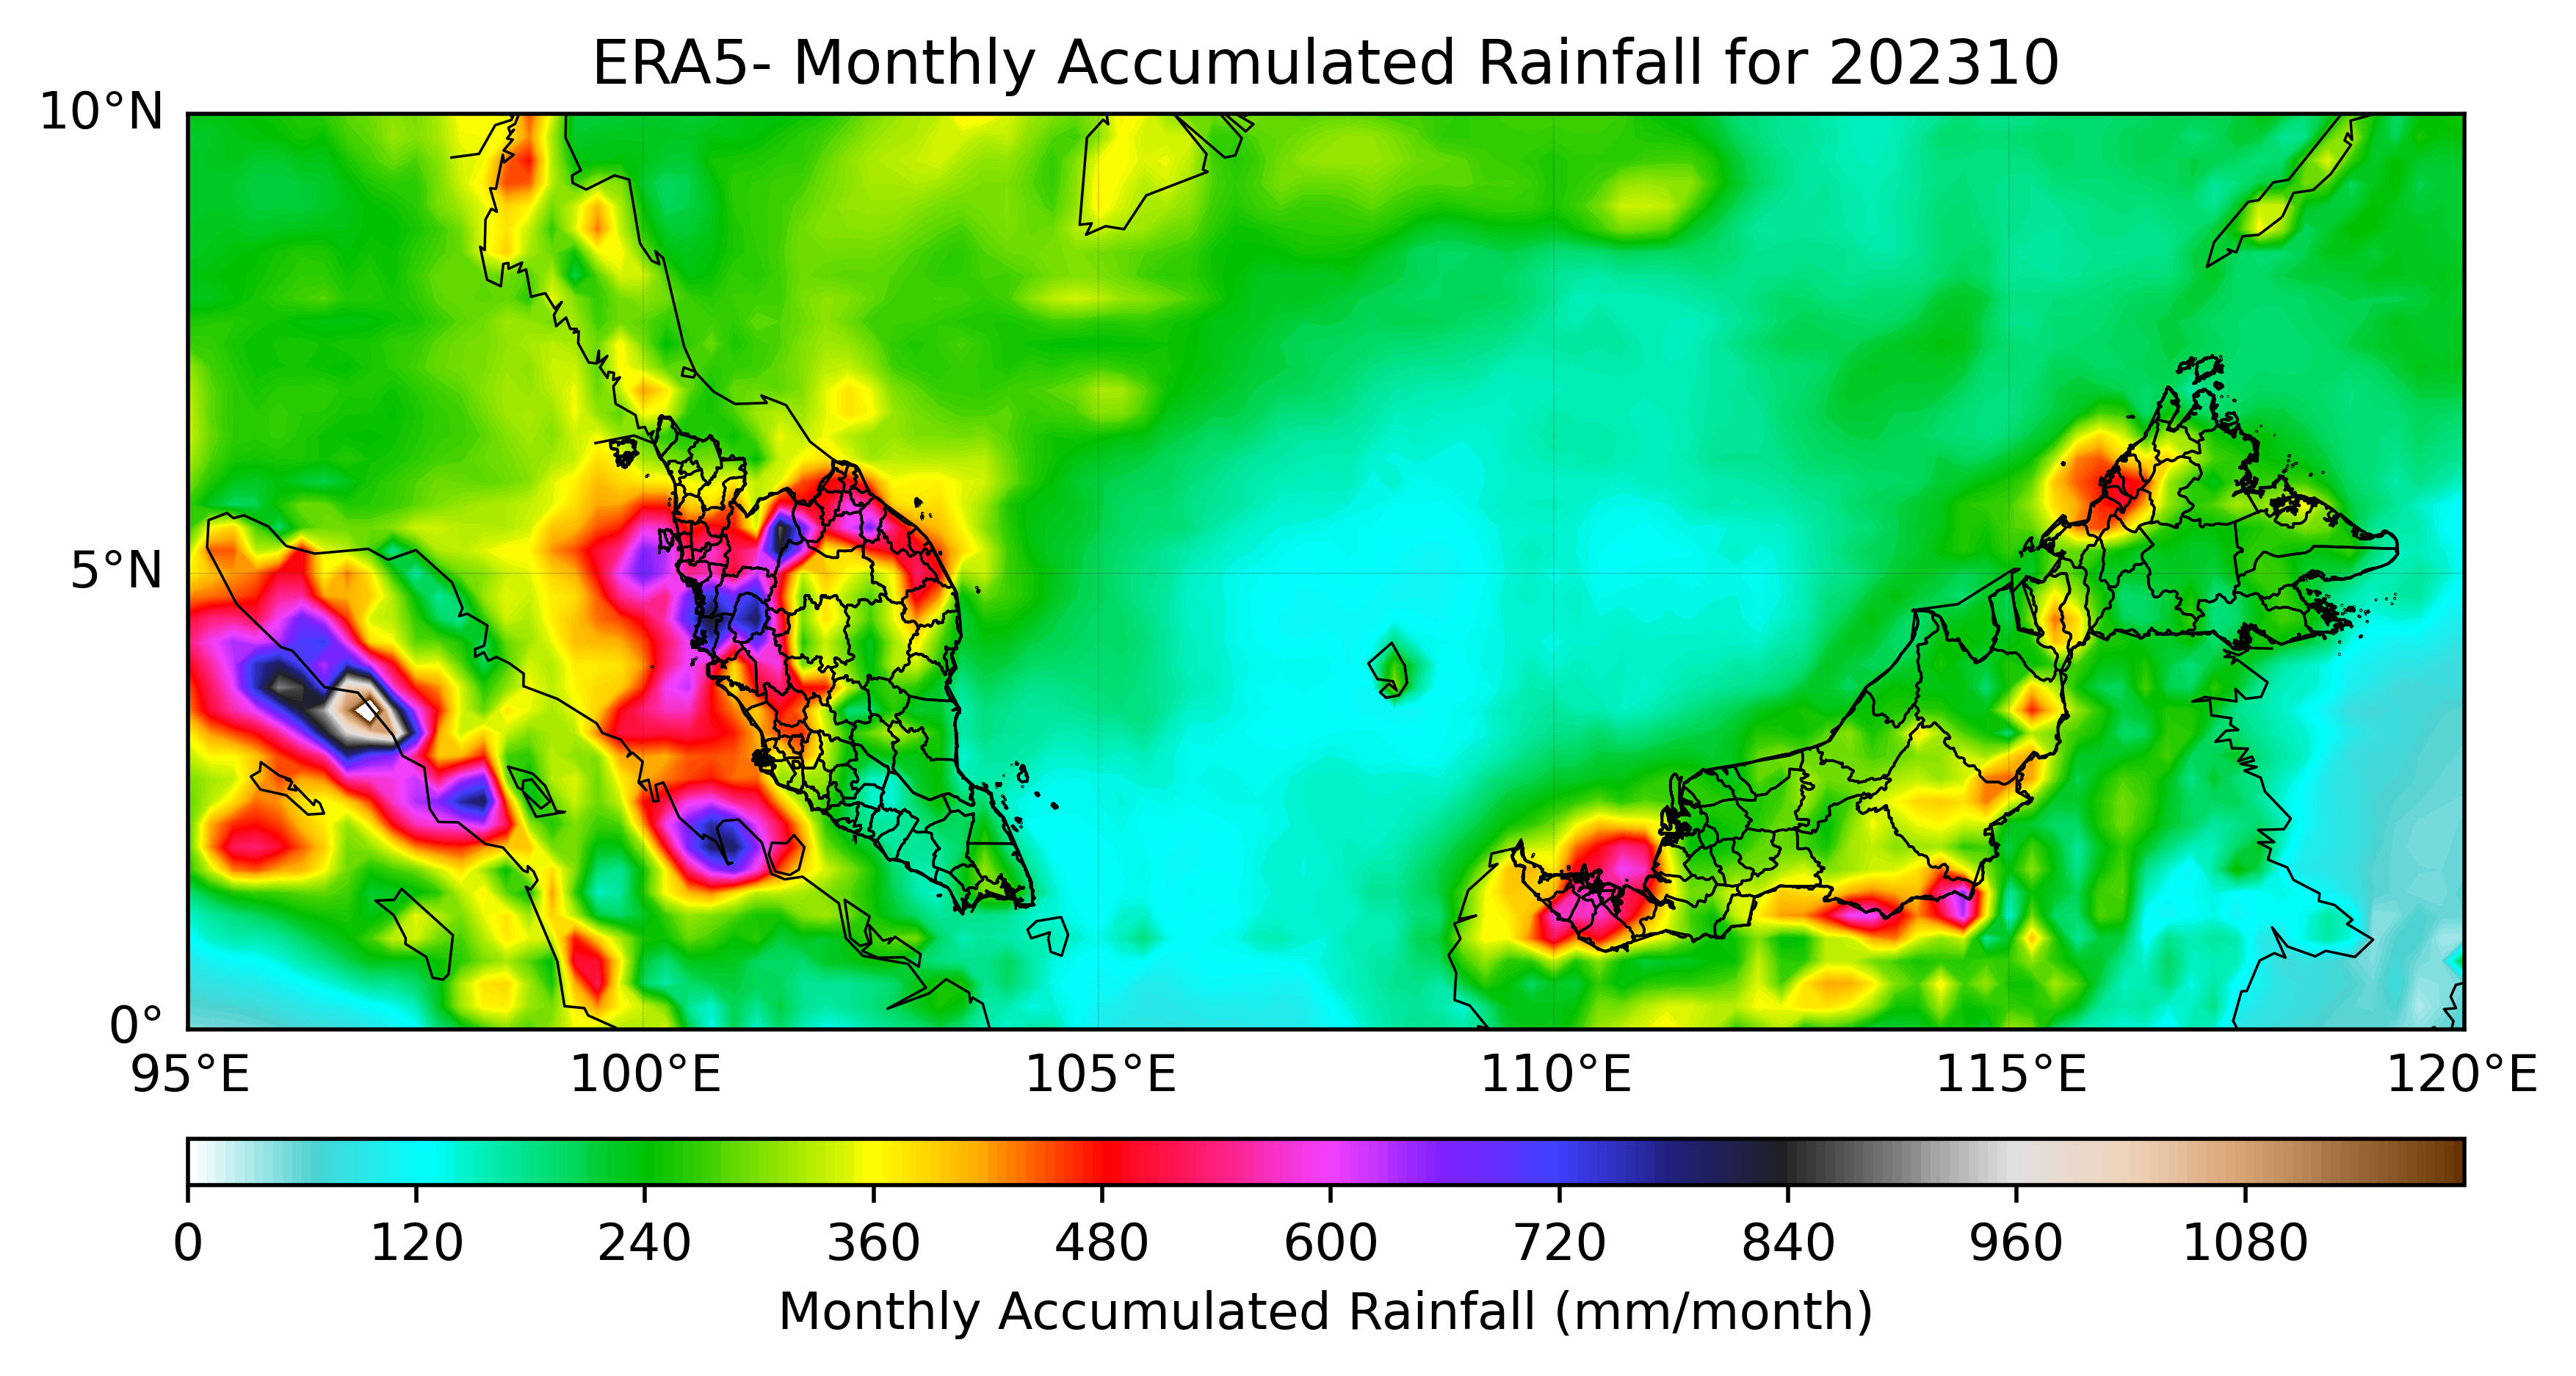 ERA5- Monthly Accumulated Rainfall for 202310
10°N
5°N
0°
95°E 100°E 105°E 110°E 115°E 120°E
0 120 240 360 480 600 720 840 960 1080
Monthly Accumulated Rainfall (mm/month)